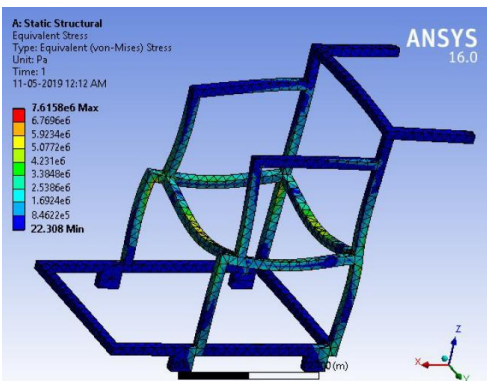 A: Static Structural
Equivalent Stress
Type: Equivalent (von-Mises) Stress
Unit: Pa
Time: 1
11-05-2019 12:12 AM
7.6158e6 Max
6.7696e6
5.9234e6
5.0772e6
4.231e6
3.3848e6
2.5386e6
1.6924e6
8.4622e5
22.308 Min
ANSYS
16.0
(m)
Z
X
Y